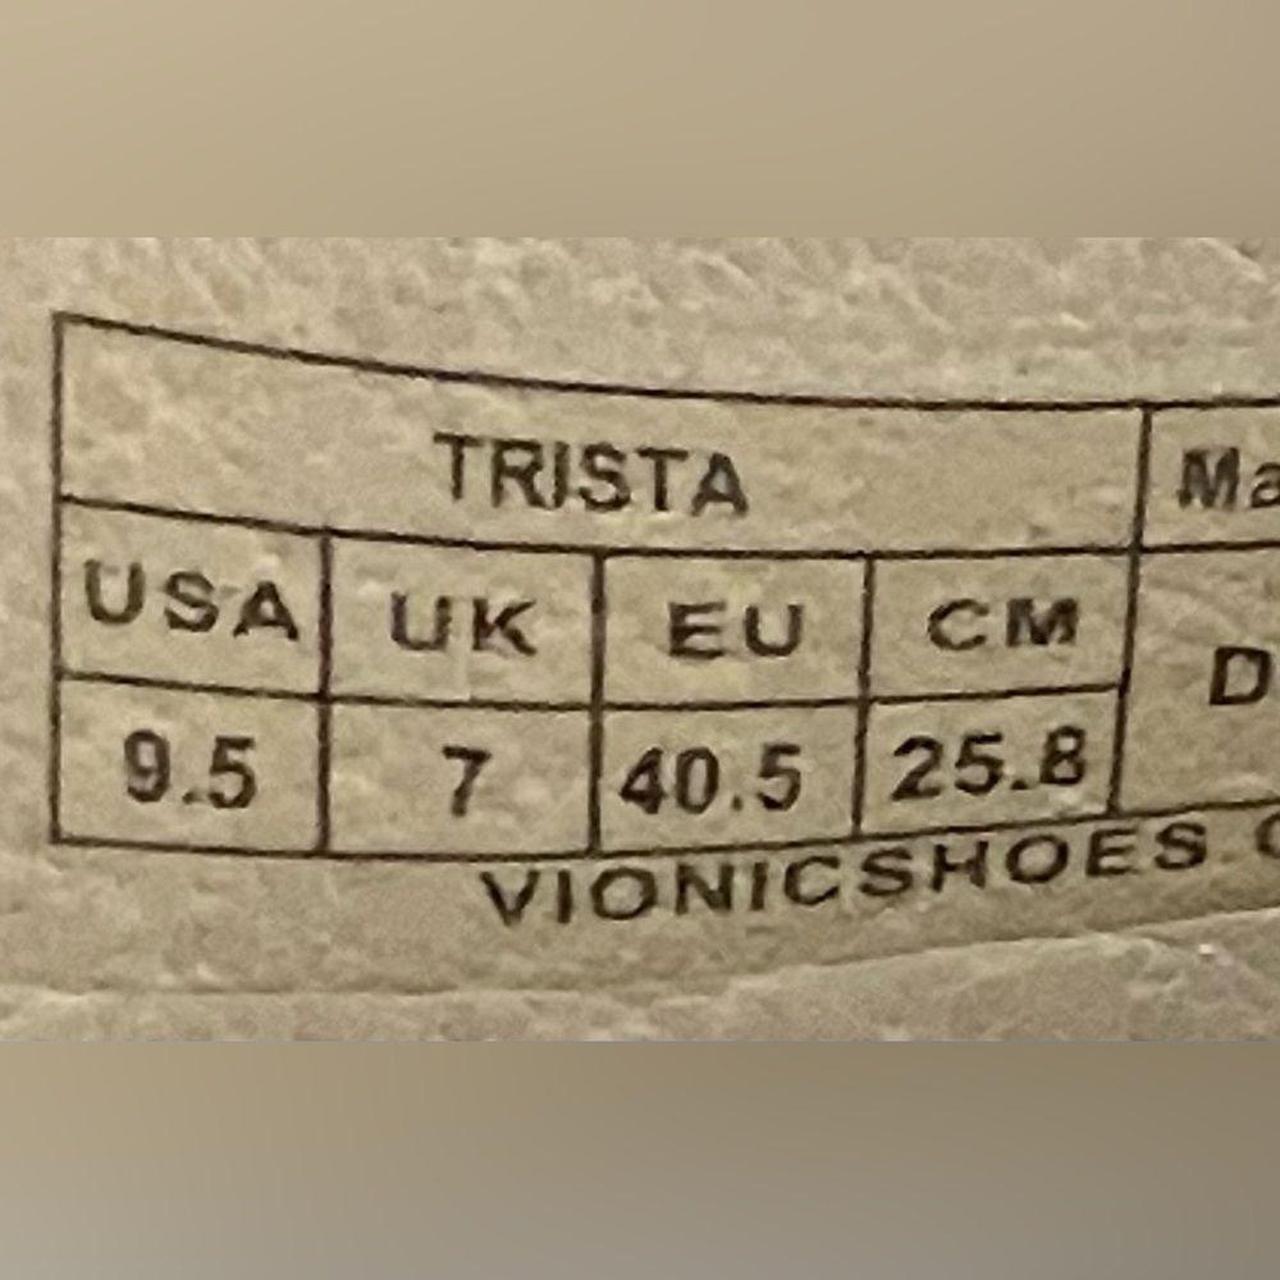 TRISTA Ma
USA UK EU CM
D
9.5 7 40.5 25.8
VIONICSHOES